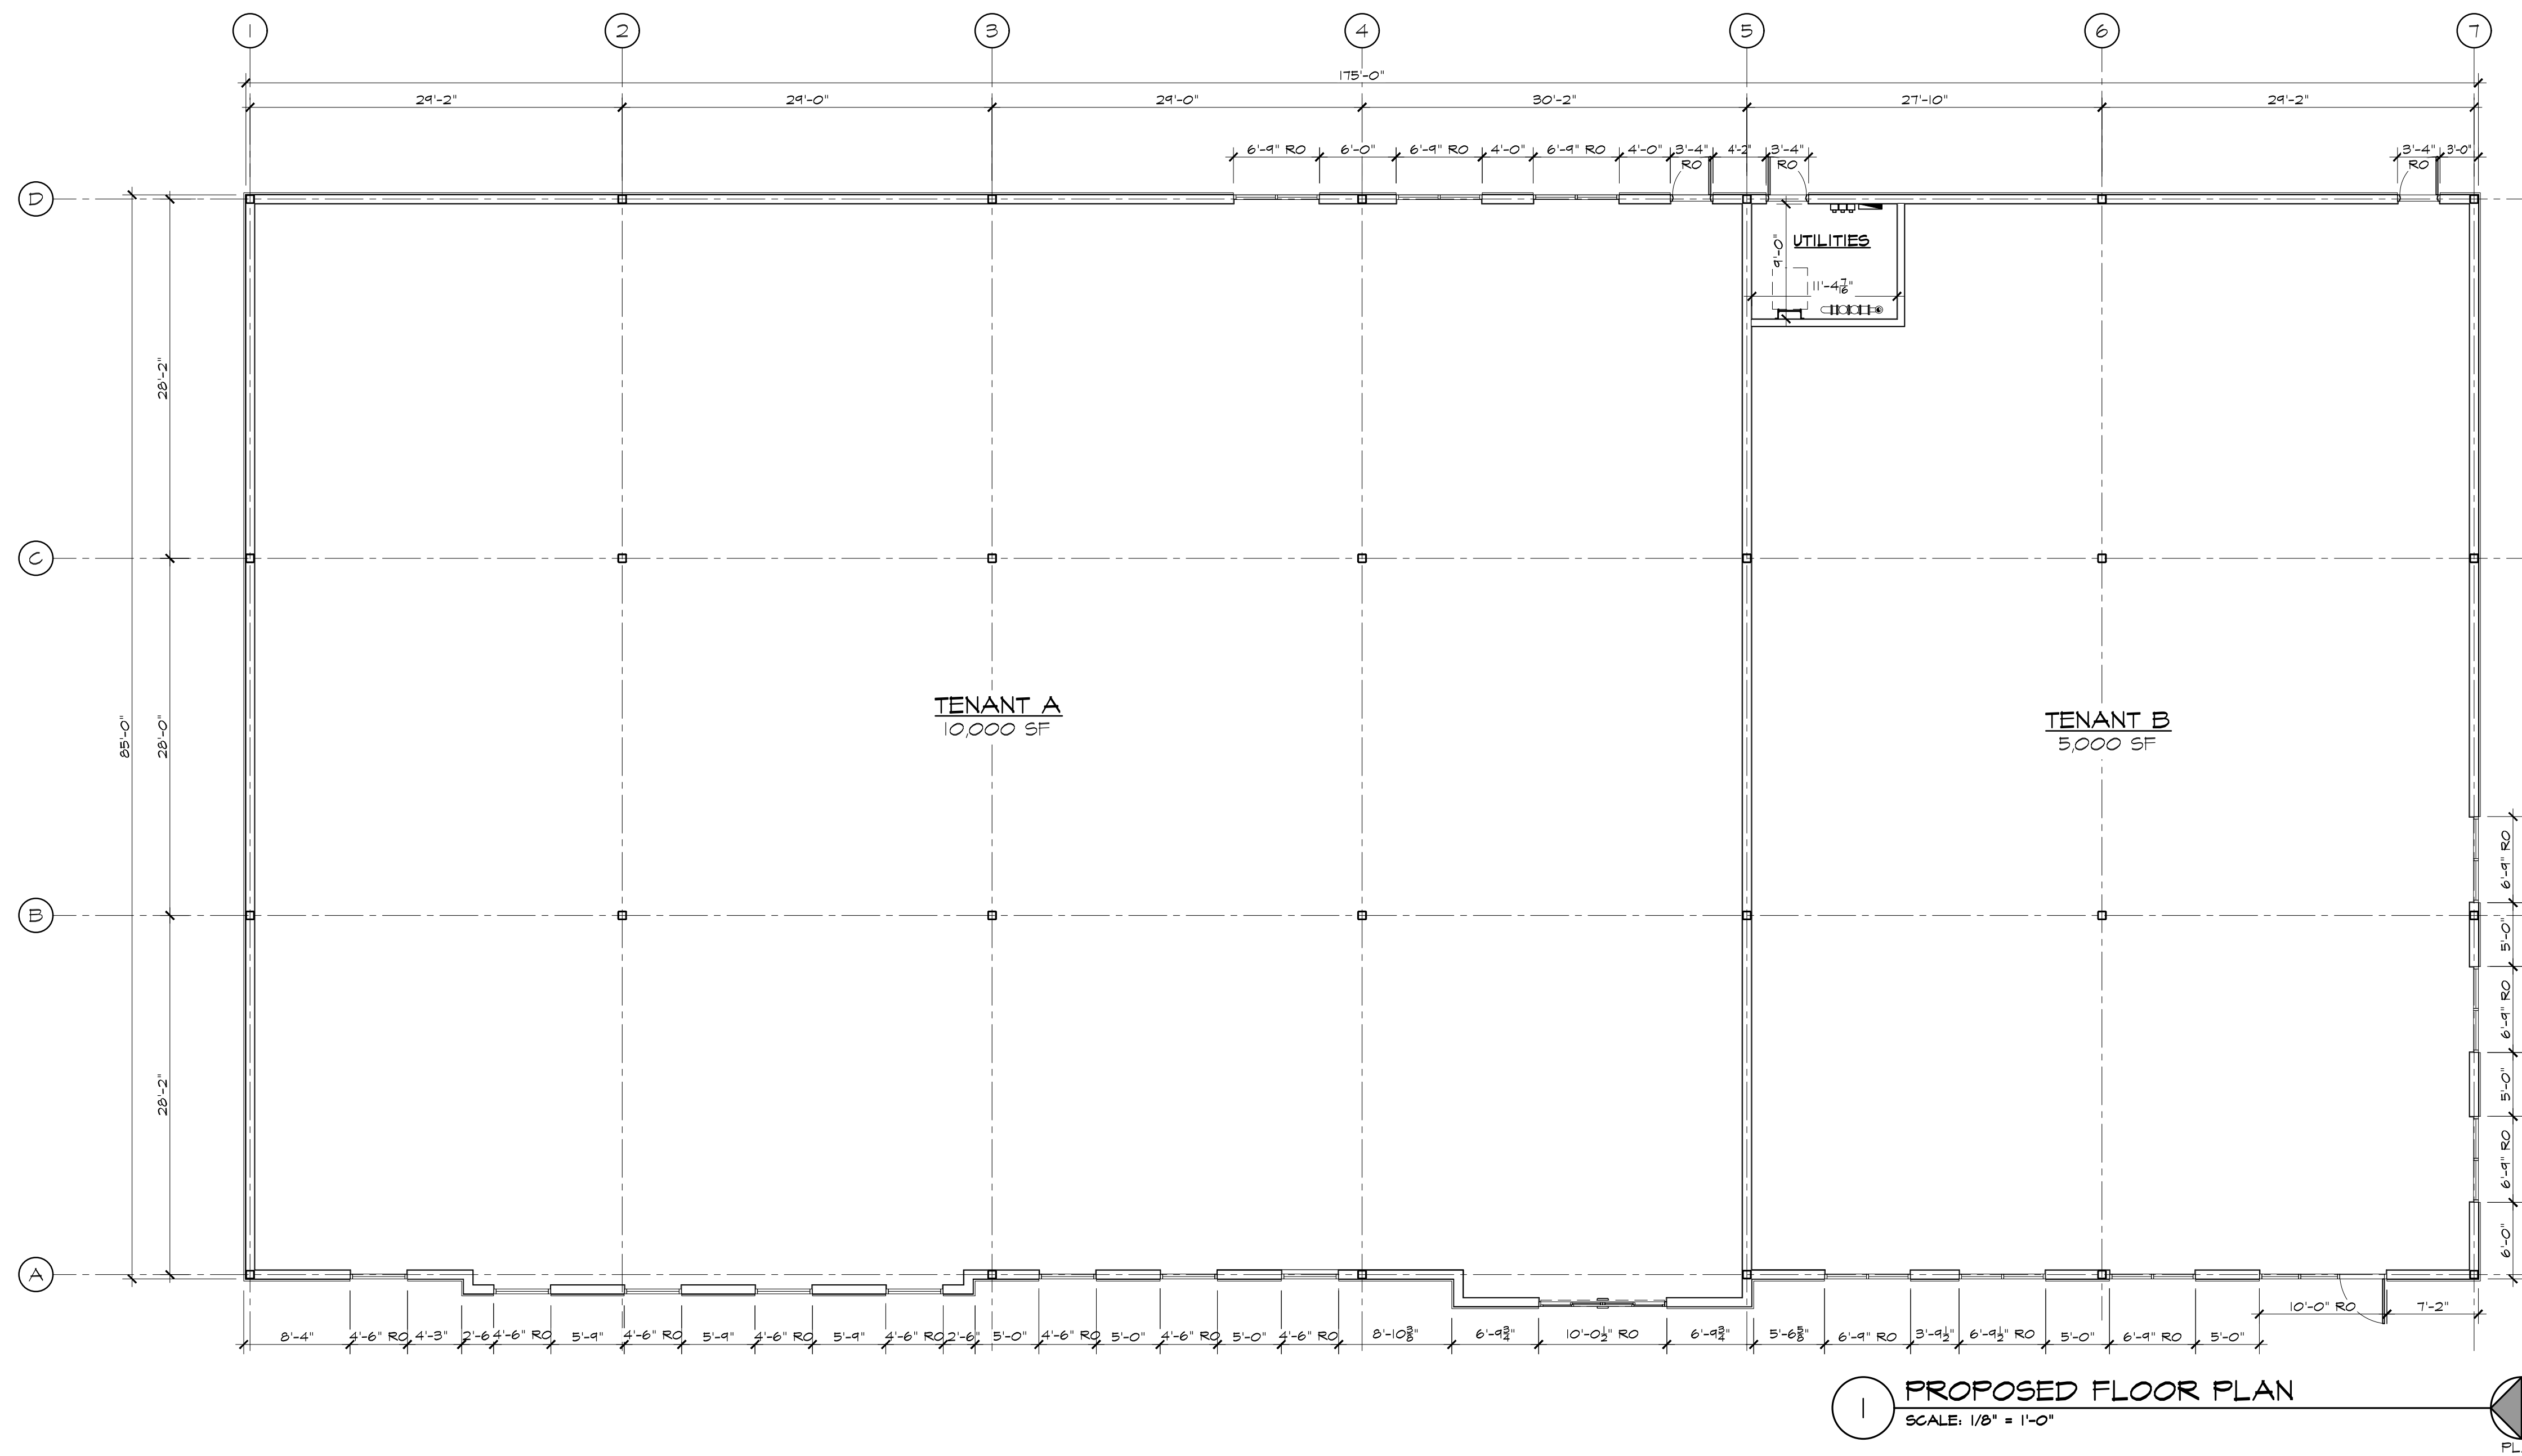 1 2 3 4 5 6 7
175'-0"
29'-2" 29'-0" 29'-0" 30'-2" 27'-10" 29'-2"
6'-9" RO 6'-0" 6'-9" RO 4'-0" 6'-9" RO 4'-0" 3'-4" RO 4'-2" 3'-4" RO 3'-4" RO 3'-0"
D
UTILITIES
9'-0"
11'-4 7/16"
28'-2"
C
TENANT A
10,000 SF
TENANT B
5,000 SF
85'-0"
28'-0"
6'-9" RO
B
5'-0"
6'-9" RO
28'-2"
5'-0"
6'-9" RO
6'-0"
A
10'-0" RO 7'-2"
8'-4" 4'-6" RO 4'-3" 2'-6 4'-6" RO 5'-9" 4'-6" RO 5'-9" 4'-6" RO 5'-9" 4'-6" RO 2'-6" 5'-0" 4'-6" RO 5'-0" 4'-6" RO 5'-0" 4'-6" RO 8'-10 3/8" 6'-9 3/4" 10'-0 1/2" RO 6'-9 3/4" 5'-6 5/8" 6'-9" RO 3'-9 1/2" 6'-9 1/2" RO 5'-0" 6'-9" RO 5'-0"
1 PROPOSED FLOOR PLAN
SCALE: 1/8" = 1'-0"